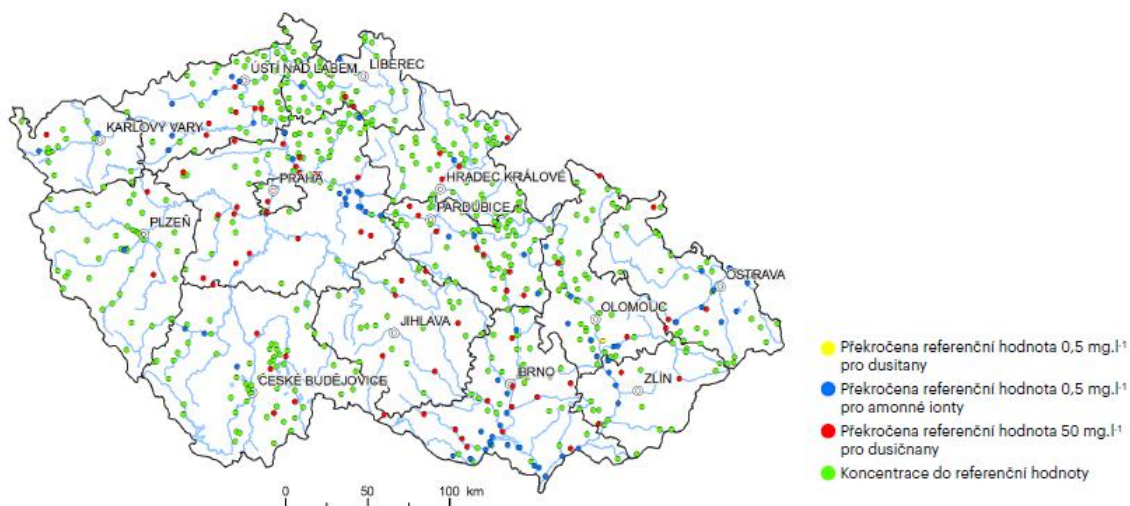 LIBEREC
ÚSTÍ NAD LABEM
KARLOVY VARY
PRAHA
HRADEC KRÁLOVÉ
PARDUBICE
PLZEŇ
OSTRAVA
OLOMOUC
JIHLAVA
BRNO
ZLÍN
ČESKÉ BUDĚJOVICE
Překročena referenční hodnota 0,5 mg.l-1
pro dusitany
Překročena referenční hodnota 0,5 mg.l-1
pro amonné ionty
Překročena referenční hodnota 50 mg.l-1
pro dusičnany
Koncentrace do referenční hodnoty
0 50 100 km